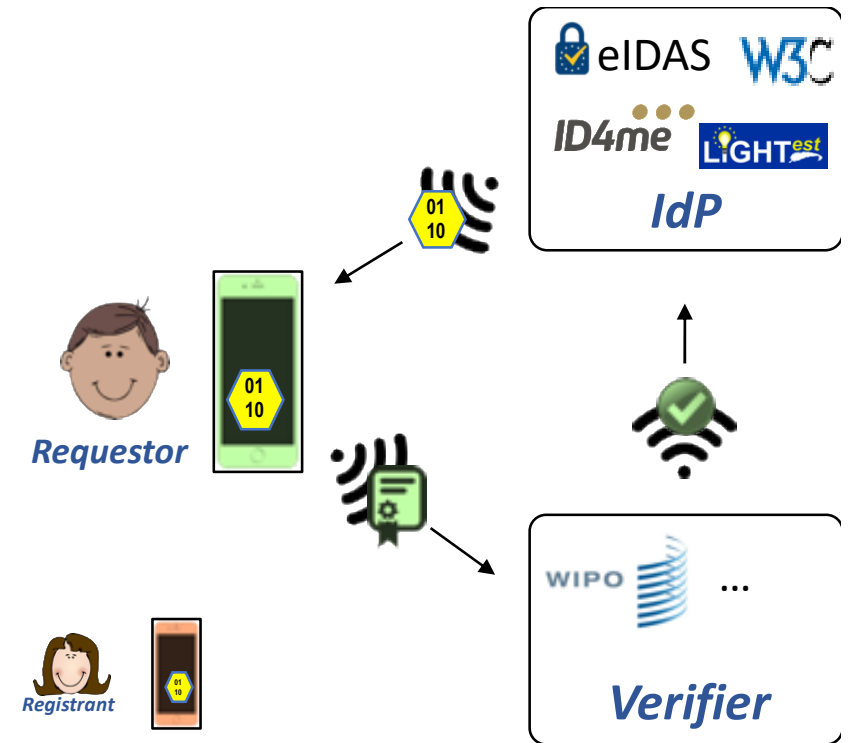 eIDAS W3C
ID4me LIGHTest
IdP
01
10
01
10
Requestor
WIPO ...
Verifier
01
10
Registrant